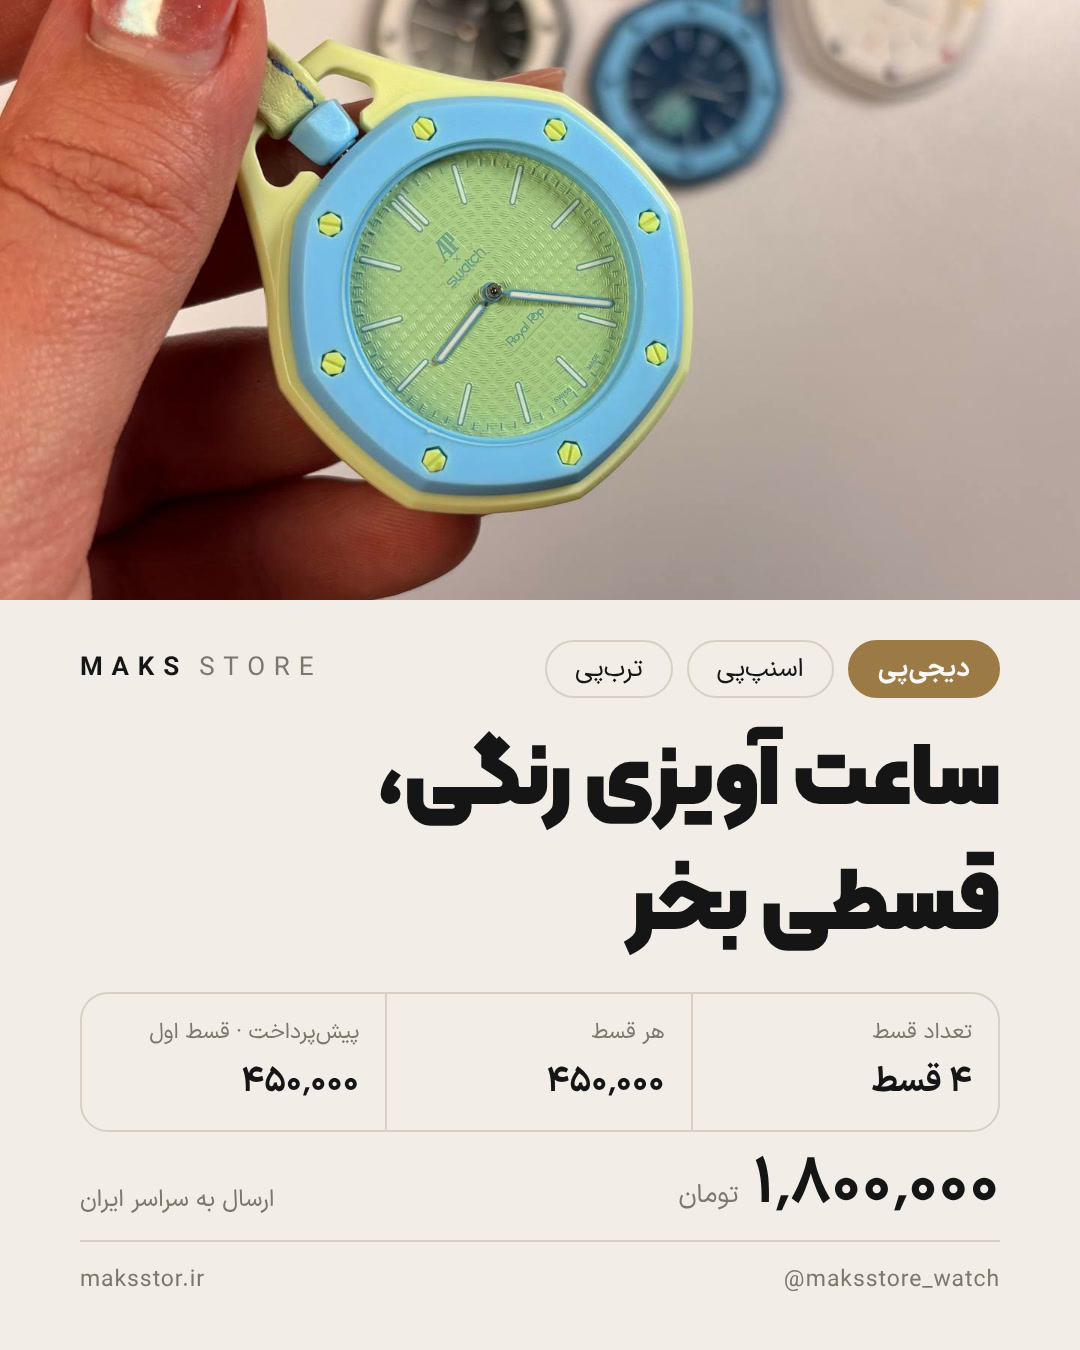 AP
×
swatch
Royal Pop
SWISS
MADE
MAKS STORE
دیجی‌پی
اسنپ‌پی
ترب‌پی
ساعت آویزی رنگی،
قسطی بخر
تعداد قسط
۴ قسط
هر قسط
۴۵۰,۰۰۰
پیش‌پرداخت · قسط اول
۴۵۰,۰۰۰
۱,۸۰۰,۰۰۰ تومان
ارسال به سراسر ایران
@maksstore_watch
maksstor.ir